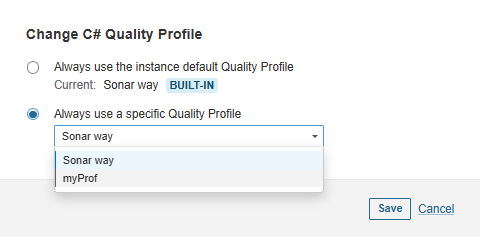 Change C# Quality Profile
Always use the instance default Quality Profile
Current: Sonar way BUILT-IN
Always use a specific Quality Profile
Sonar way
Sonar way
myProf
Save Cancel